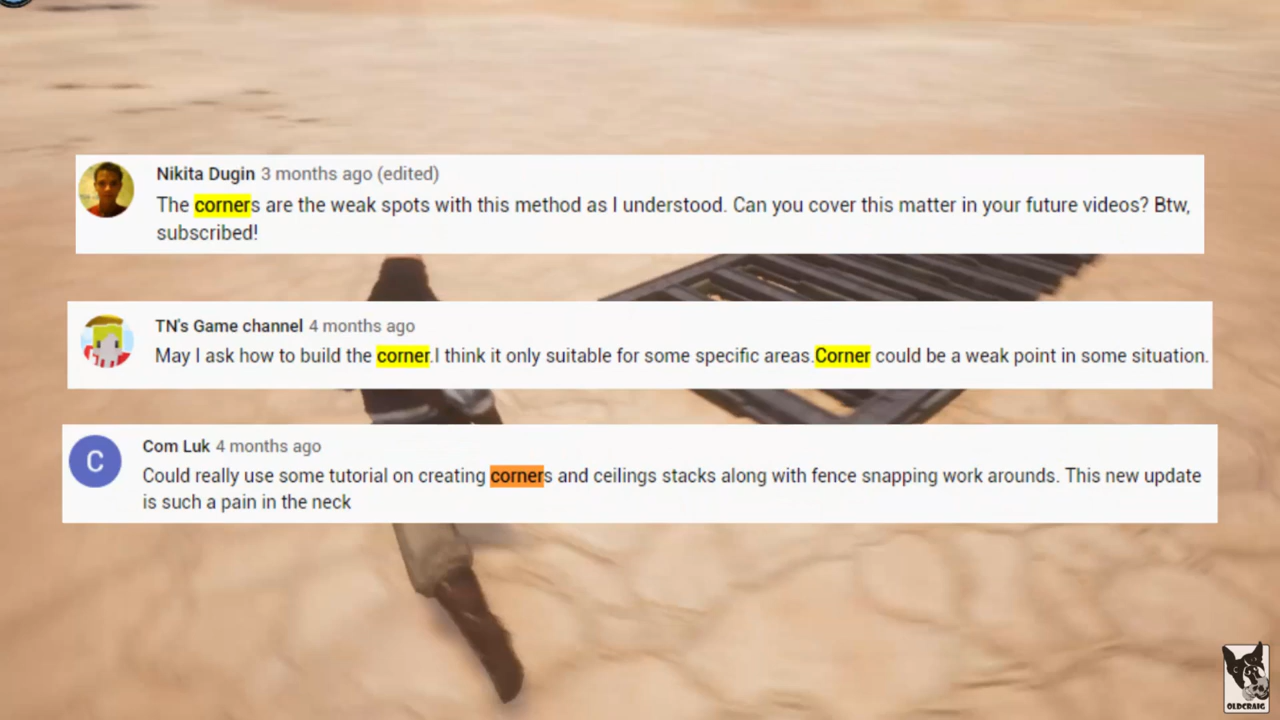 Nikita Dugin 3 months ago (edited)
The corners are the weak spots with this method as I understood. Can you cover this matter in your future videos? Btw,
subscribed!
TN's Game channel 4 months ago
May I ask how to build the corner.I think it only suitable for some specific areas.Corner could be a weak point in some situation.
C
Com Luk 4 months ago
Could really use some tutorial on creating corners and ceilings stacks along with fence snapping work arounds. This new update
is such a pain in the neck
OLDCRAIG